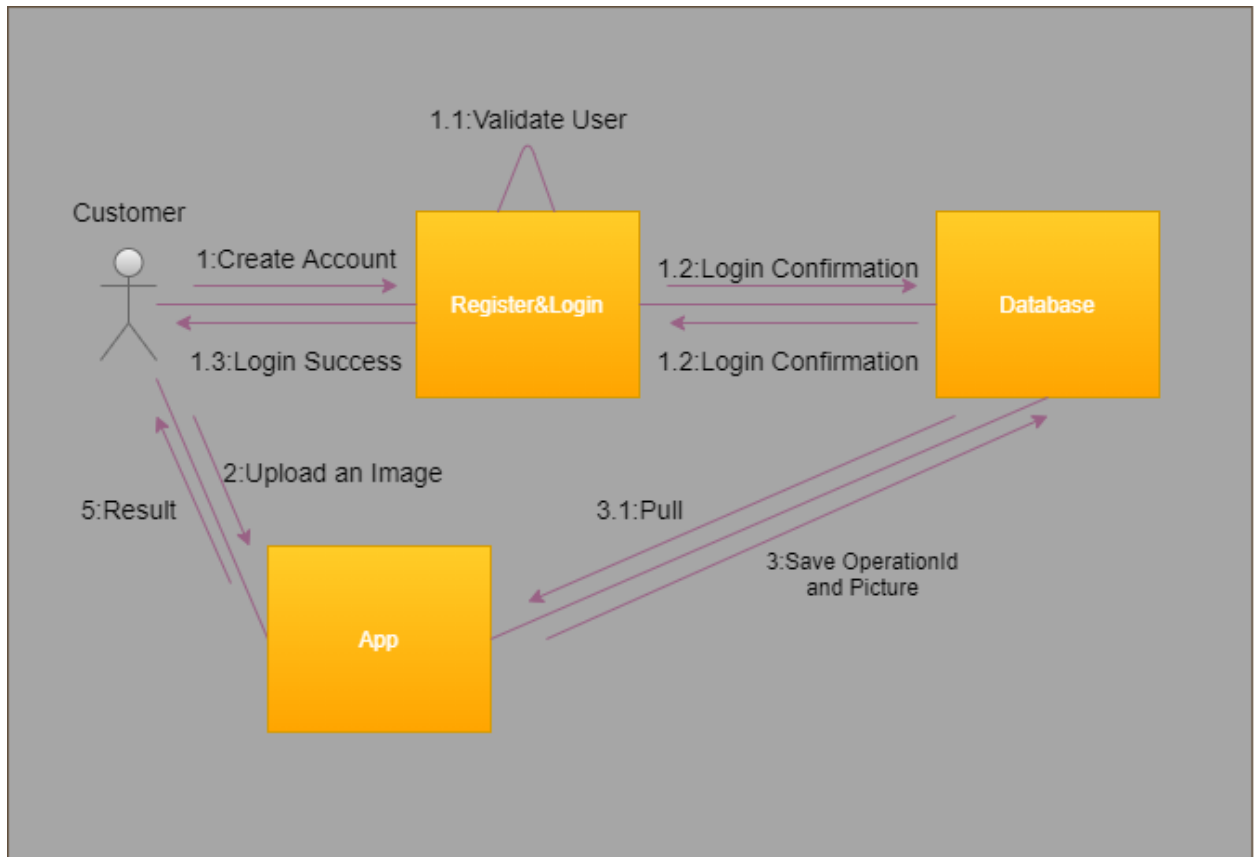 1.1:Validate User
Customer
1:Create Account
1.2:Login Confirmation
Register&Login
Database
1.3:Login Success
1.2:Login Confirmation
2:Upload an Image
5:Result
3.1:Pull
3:Save OperationId
and Picture
App